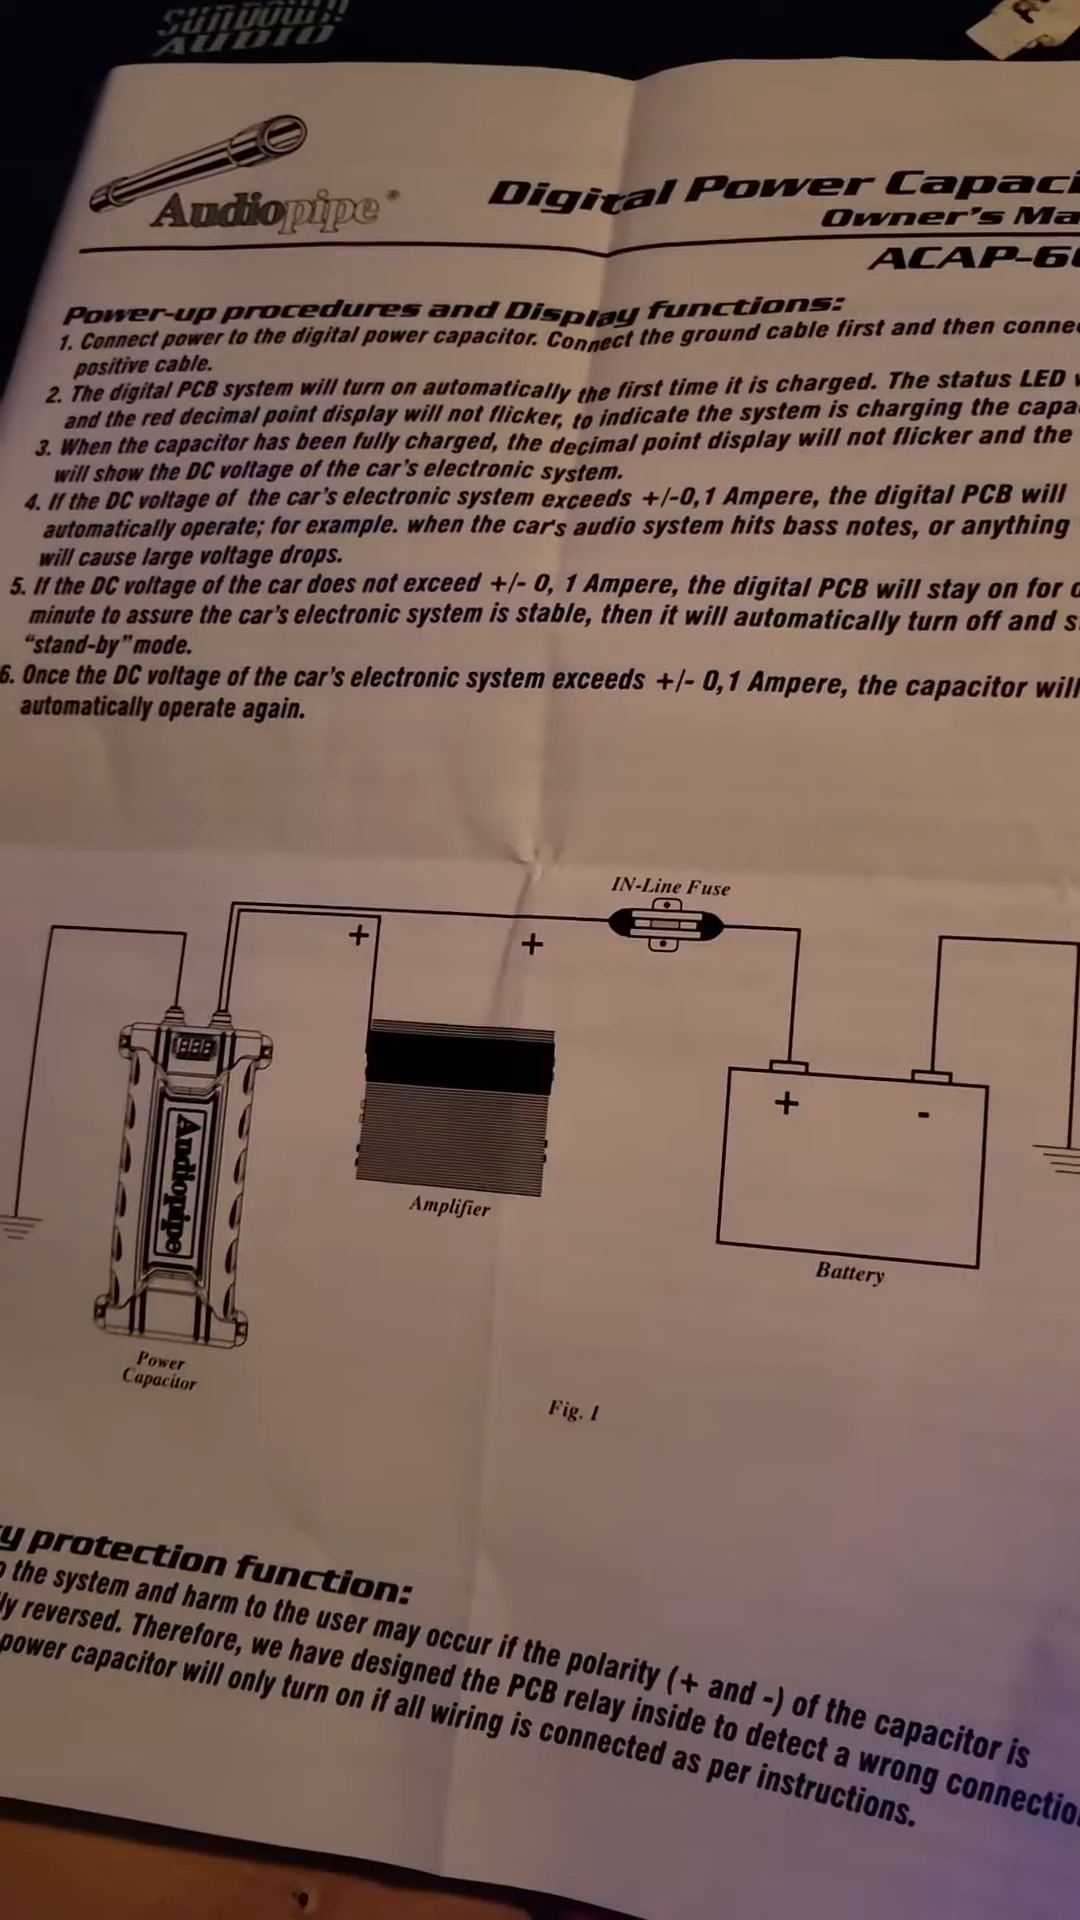 SUNDOWN
AUDIO
Audiopipe®
Digital Power Capaci
Owner's Ma
ACAP-6
Power-up procedures and Display functions:
1. Connect power to the digital power capacitor. Connect the ground cable first and then conne
positive cable.
2. The digital PCB system will turn on automatically the first time it is charged. The status LED
and the red decimal point display will not flicker, to indicate the system is charging the capa
3. When the capacitor has been fully charged, the decimal point display will not flicker and the
will show the DC voltage of the car's electronic system.
4. If the DC voltage of the car's electronic system exceeds +/-0,1 Ampere, the digital PCB will
automatically operate; for example. when the car's audio system hits bass notes, or anything
will cause large voltage drops.
5. If the DC voltage of the car does not exceed +/- 0, 1 Ampere, the digital PCB will stay on for
minute to assure the car's electronic system is stable, then it will automatically turn off and s
"stand-by" mode.
6. Once the DC voltage of the car's electronic system exceeds +/- 0,1 Ampere, the capacitor will
automatically operate again.
IN-Line Fuse
+
+
888
Audiopipe
+
-
Amplifier
Battery
Power
Capacitor
Fig. 1
y protection function:
o the system and harm to the user may occur if the polarity (+ and -) of the capacitor is
ly reversed. Therefore, we have designed the PCB relay inside to detect a wrong connectio
power capacitor will only turn on if all wiring is connected as per instructions.